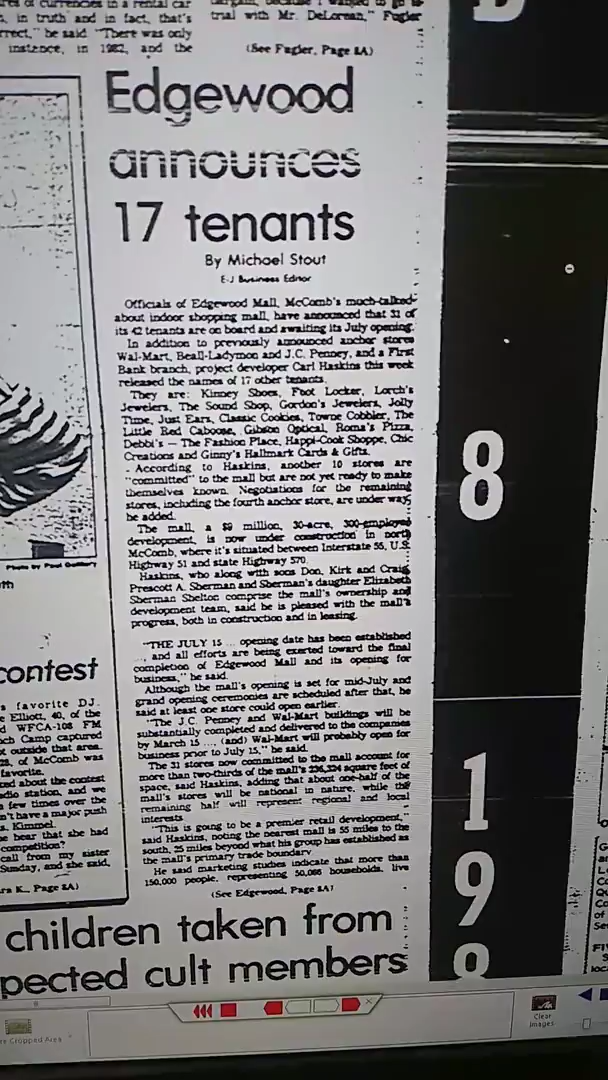 res of currencies in a rental car
s, in truth and in fact, that's
rrect," he said "There was only
instance, in 1982, and the
trial with Mr. DeLorean," Fugler
(See Fugler, Page 8A)
Edgewood
announces
17 tenants
By Michael Stout
E-J Business Editor
Officials of Edgewood Mall, McComb's much-talked-
about indoor shopping mall, have announced that 31 of
its 42 tenants are on board and awaiting its July opening.
In addition to previously announced anchor stores
Wal-Mart, Beall-Ladymon and J.C. Penney, and a First
Bank branch, project developer Carl Haskins this week
released the names of 17 other tenants.
They are: Kinney Shoes, Foot Locker, Lorch's
Jewelers, The Sound Shop, Gordon's Jewelers, Jolly
Time, Just Ears, Classic Cookies, Towne Cobbler, The
Little Red Caboose, Gibson Optical, Roma's Pizza,
Debbi's — The Fashion Place, Happi-Cook Shoppe, Chic
Creations and Ginny's Hallmark Cards & Gifts.
According to Haskins, another 10 stores are
"committed" to the mall but are not yet ready to make
themselves known. Negotiations for the remaining
stores, including the fourth anchor store, are under way,
he added.
The mall, a $9 million, 30-acre, 300-employee
development, is now under construction in north
McComb, where it's situated between Interstate 55, U.S.
Highway 51 and state Highway 570.
Haskins, who along with sons Don, Kirk and Craig,
Prescott A. Sherman and Sherman's daughter Elizabeth
Sherman Shelton comprise the mall's ownership and
development team, said he is pleased with the mall's
progress, both in construction and in leasing.
"THE JULY 15 ... opening date has been established
... and all efforts are being exerted toward the final
completion of Edgewood Mall and its opening for
business," he said.
Although the mall's opening is set for mid-July and
grand opening ceremonies are scheduled after that, he
said at least one store could open earlier.
"The J.C. Penney and Wal-Mart buildings will be
substantially completed and delivered to the companies
by March 15 .... (and) Wal-Mart will probably open for
business prior to July 15," he said.
The 31 stores now committed to the mall account for
more than two-thirds of the mall's square feet of
space, said Haskins, adding that about one-half of the
mall's stores will be national in nature, while the
remaining half will represent regional and local
interests.
"This is going to be a premier retail development,"
said Haskins, noting the nearest mall is 55 miles to the
south, 25 miles beyond what his group has established as
the mall's primary trade boundary.
He said marketing studies indicate that more than
150,000 people, representing households, live
(See Edgewood, Page 8A)
Photo by Paul
th
contest
s favorite DJ.
Elliott, 40, of the
d WFCA-108 FM
ch Camp captured
t outside that area.
28, of McComb was
favorite.
ted about the contest
adio station, and we
a few times over the
n't have a major push
s. Kimmel.
e bear that she had
competition?
call from my sister
Sunday, and she said,
ra K., Page 8A)
children taken from
pected cult members
8
1
9
8
Cropped Area
Clear
Images